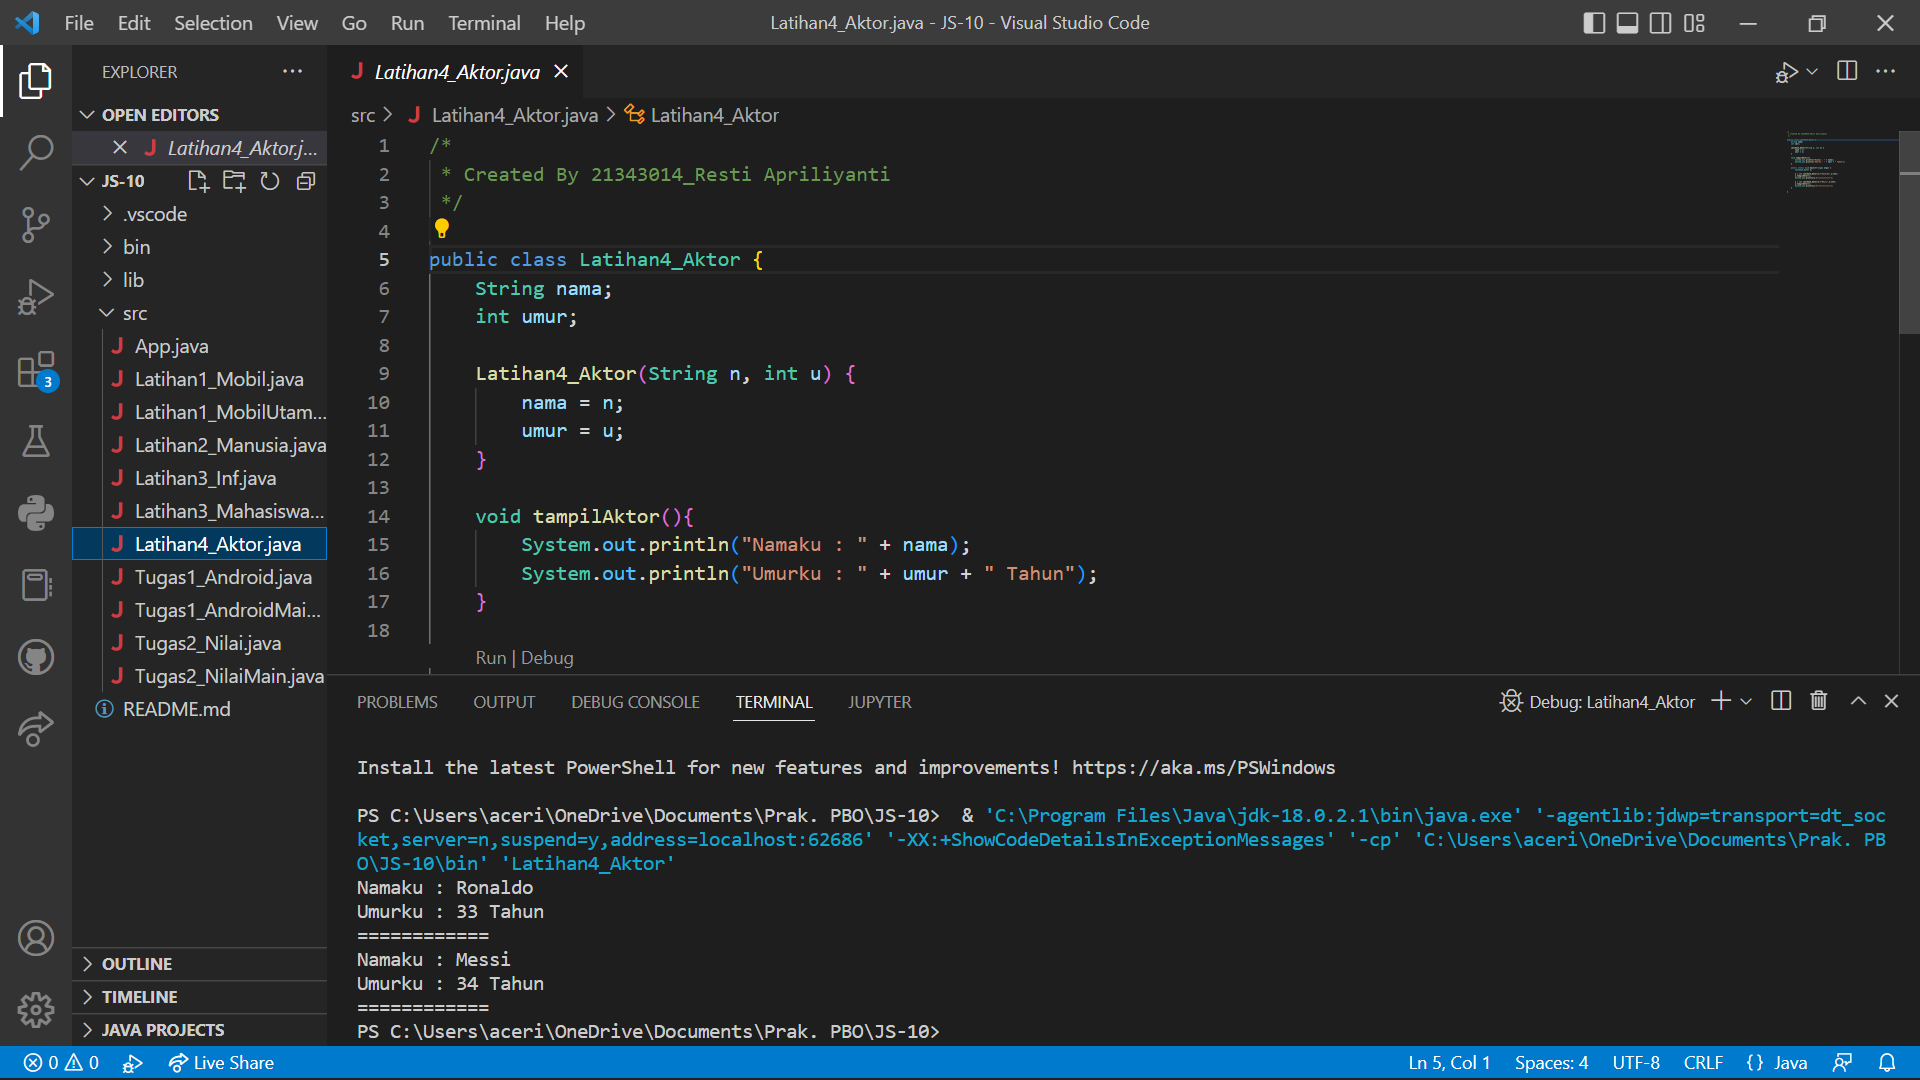 File Edit Selection View Go Run Terminal Help
Latihan4_Aktor.java - JS-10 - Visual Studio Code
EXPLORER
OPEN EDITORS
Latihan4_Aktor.j...
JS-10
.vscode
bin
lib
src
App.java
Latihan1_Mobil.java
Latihan1_MobilUtam...
Latihan2_Manusia.java
Latihan3_Inf.java
Latihan3_Mahasiswa...
Latihan4_Aktor.java
Tugas1_Android.java
Tugas1_AndroidMai...
Tugas2_Nilai.java
Tugas2_NilaiMain.java
README.md
OUTLINE
TIMELINE
JAVA PROJECTS
3
Latihan4_Aktor.java
src > Latihan4_Aktor.java > Latihan4_Aktor
1 /*
2 * Created By 21343014_Resti Apriliyanti
3 */
4
5 public class Latihan4_Aktor {
6 String nama;
7 int umur;
8
9 Latihan4_Aktor(String n, int u) {
10 nama = n;
11 umur = u;
12 }
13
14 void tampilAktor(){
15 System.out.println("Namaku : " + nama);
16 System.out.println("Umurku : " + umur + " Tahun");
17 }
18
Run | Debug
PROBLEMS OUTPUT DEBUG CONSOLE TERMINAL JUPYTER
Debug: Latihan4_Aktor
Install the latest PowerShell for new features and improvements! https://aka.ms/PSWindows
PS C:\Users\aceri\OneDrive\Documents\Prak. PBO\JS-10> & 'C:\Program Files\Java\jdk-18.0.2.1\bin\java.exe' '-agentlib:jdwp=transport=dt_soc
ket,server=n,suspend=y,address=localhost:62686' '-XX:+ShowCodeDetailsInExceptionMessages' '-cp' 'C:\Users\aceri\OneDrive\Documents\Prak. PB
O\JS-10\bin' 'Latihan4_Aktor'
Namaku : Ronaldo
Umurku : 33 Tahun
============
Namaku : Messi
Umurku : 34 Tahun
============
PS C:\Users\aceri\OneDrive\Documents\Prak. PBO\JS-10>
0 0 Live Share
Ln 5, Col 1 Spaces: 4 UTF-8 CRLF {} Java